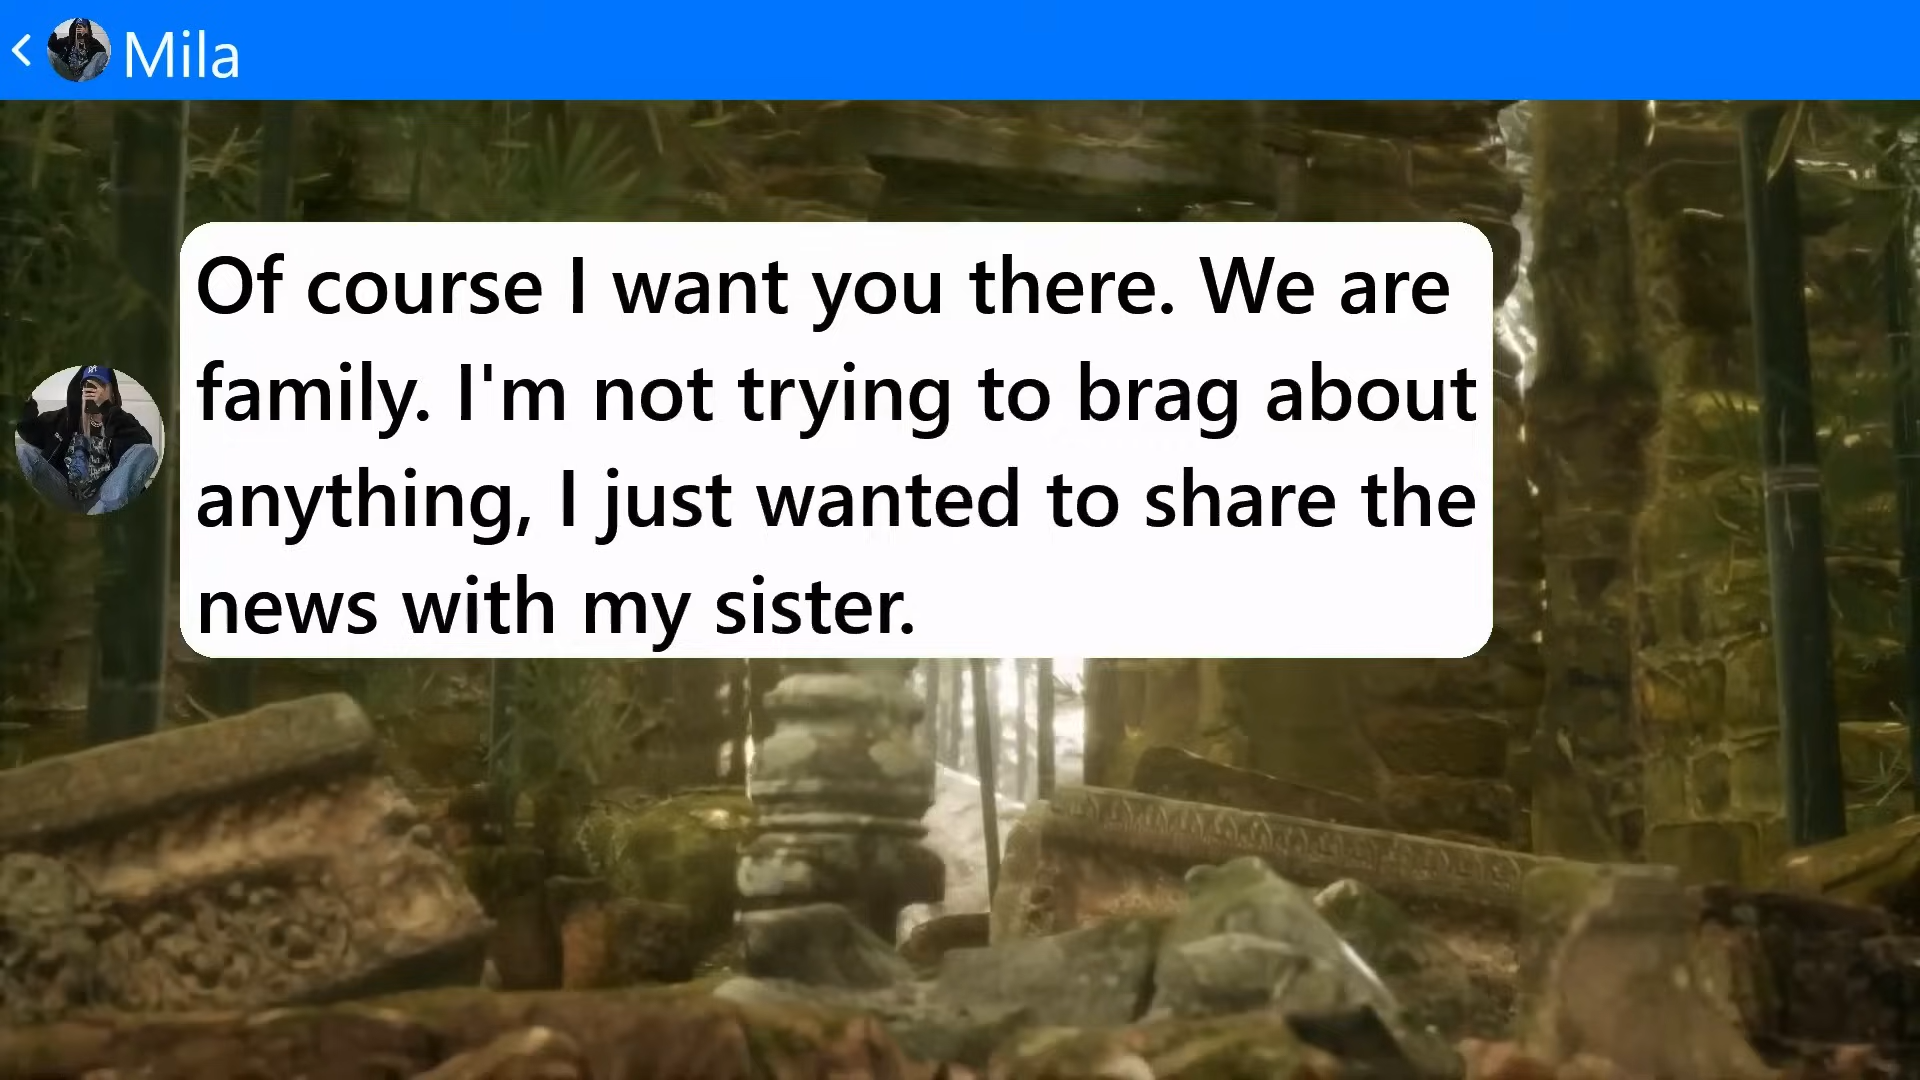 Mila
Of course I want you there. We are
family. I'm not trying to brag about
anything, I just wanted to share the
news with my sister.